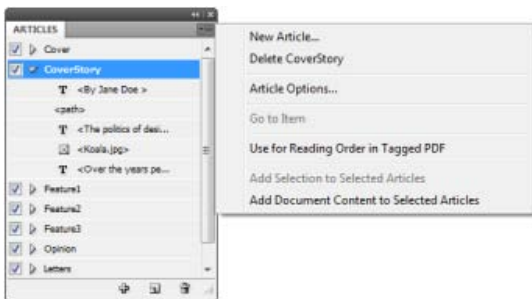 ARTICLES
Cover
CoverStory
T <By Jane Doe >
<path>
T <The politics of desi...
<Koala.jpg>
T <Over the years pe...
Feature1
Feature2
Feature3
Opinion
Letters
New Article...
Delete CoverStory
Article Options...
Go to Item
Use for Reading Order in Tagged PDF
Add Selection to Selected Articles
Add Document Content to Selected Articles